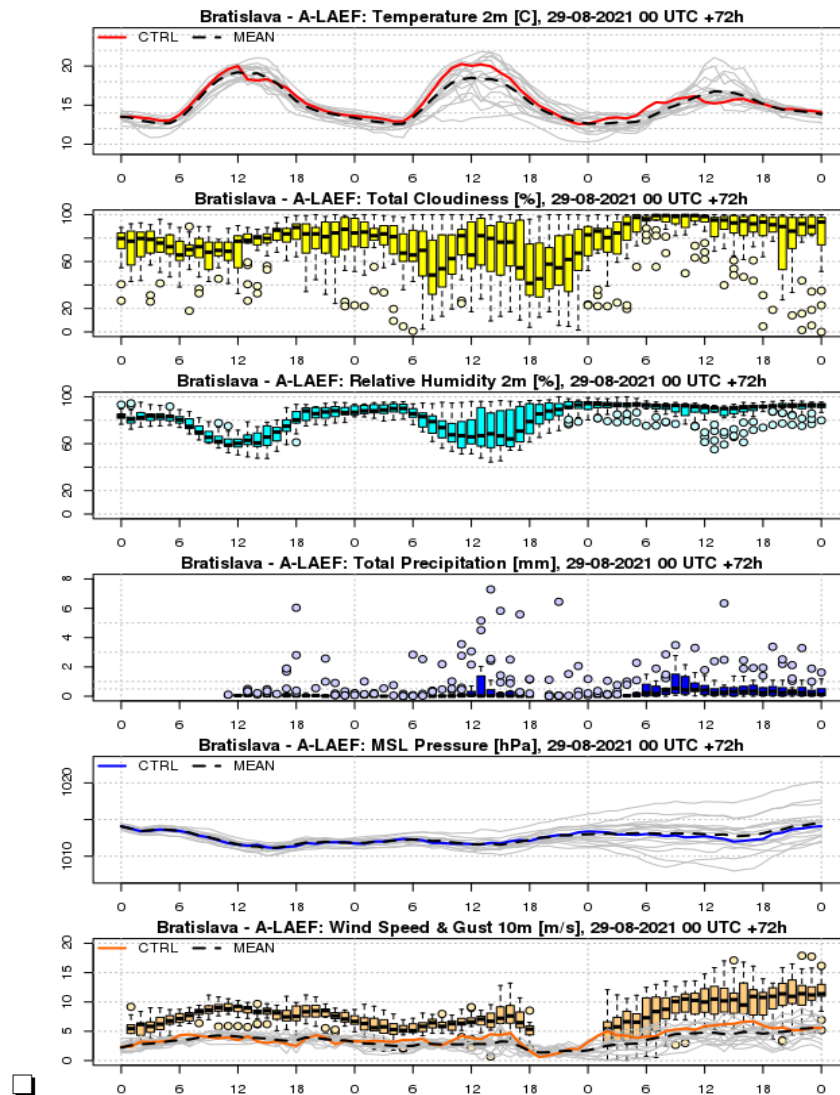 Bratislava - A-LAEF: Temperature 2m [C], 29-08-2021 00 UTC +72h
CTRL MEAN
20
15
10
0 6 12 18 0 6 12 18 0 6 12 18 0
Bratislava - A-LAEF: Total Cloudiness [%], 29-08-2021 00 UTC +72h
100
60
20
0
0 6 12 18 0 6 12 18 0 6 12 18 0
Bratislava - A-LAEF: Relative Humidity 2m [%], 29-08-2021 00 UTC +72h
100
60
20
0
0 6 12 18 0 6 12 18 0 6 12 18 0
Bratislava - A-LAEF: Total Precipitation [mm], 29-08-2021 00 UTC +72h
8
6
4
2
0
0 6 12 18 0 6 12 18 0 6 12 18 0
Bratislava - A-LAEF: MSL Pressure [hPa], 29-08-2021 00 UTC +72h
CTRL MEAN
1020
1010
0 6 12 18 0 6 12 18 0 6 12 18 0
Bratislava - A-LAEF: Wind Speed & Gust 10m [m/s], 29-08-2021 00 UTC +72h
CTRL MEAN
20
15
10
5
0
0 6 12 18 0 6 12 18 0 6 12 18 0